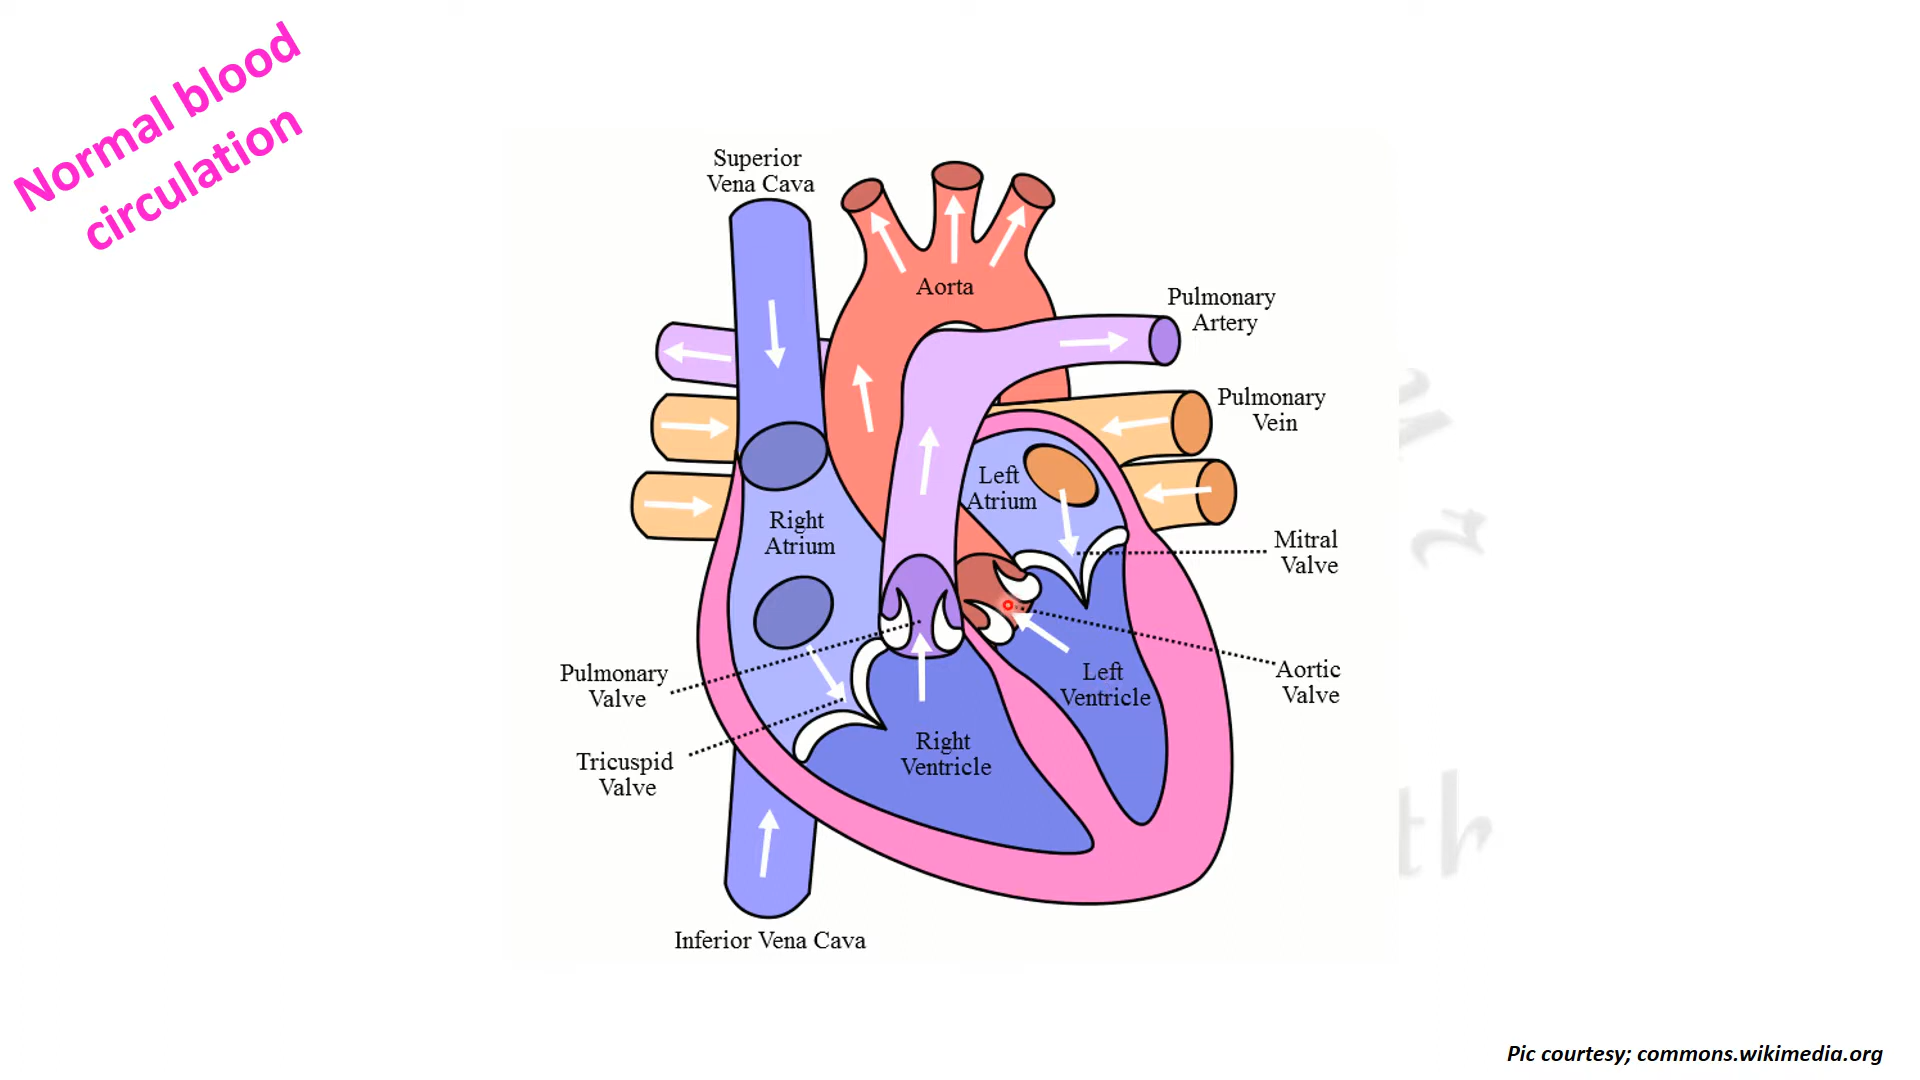 Normal blood
circulation
Superior
Vena Cava
Aorta
Pulmonary
Artery
Pulmonary
Vein
Left
Atrium
Right
Atrium
Mitral
Valve
Pulmonary
Valve
Left
Ventricle
Aortic
Valve
Right
Ventricle
Tricuspid
Valve
Inferior Vena Cava
Pic courtesy; commons.wikimedia.org